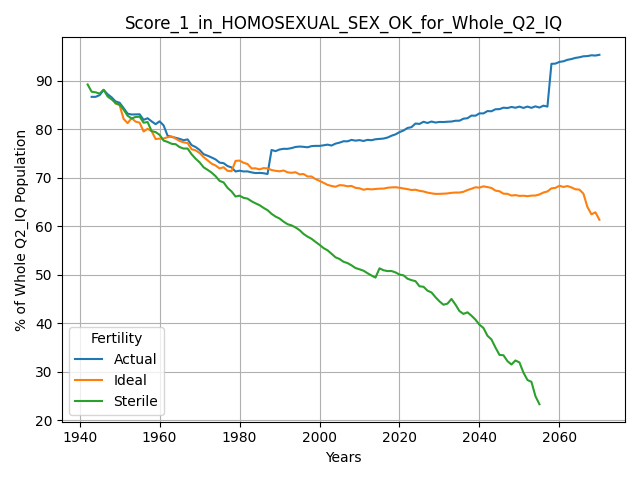 Score_1_in_HOMOSEXUAL_SEX_OK_for_Whole_Q2_IQ
% of Whole Q2_IQ Population
90
80
70
60
50
40
30
20
Fertility
Actual
Ideal
Sterile
1940 1960 1980 2000 2020 2040 2060
Years